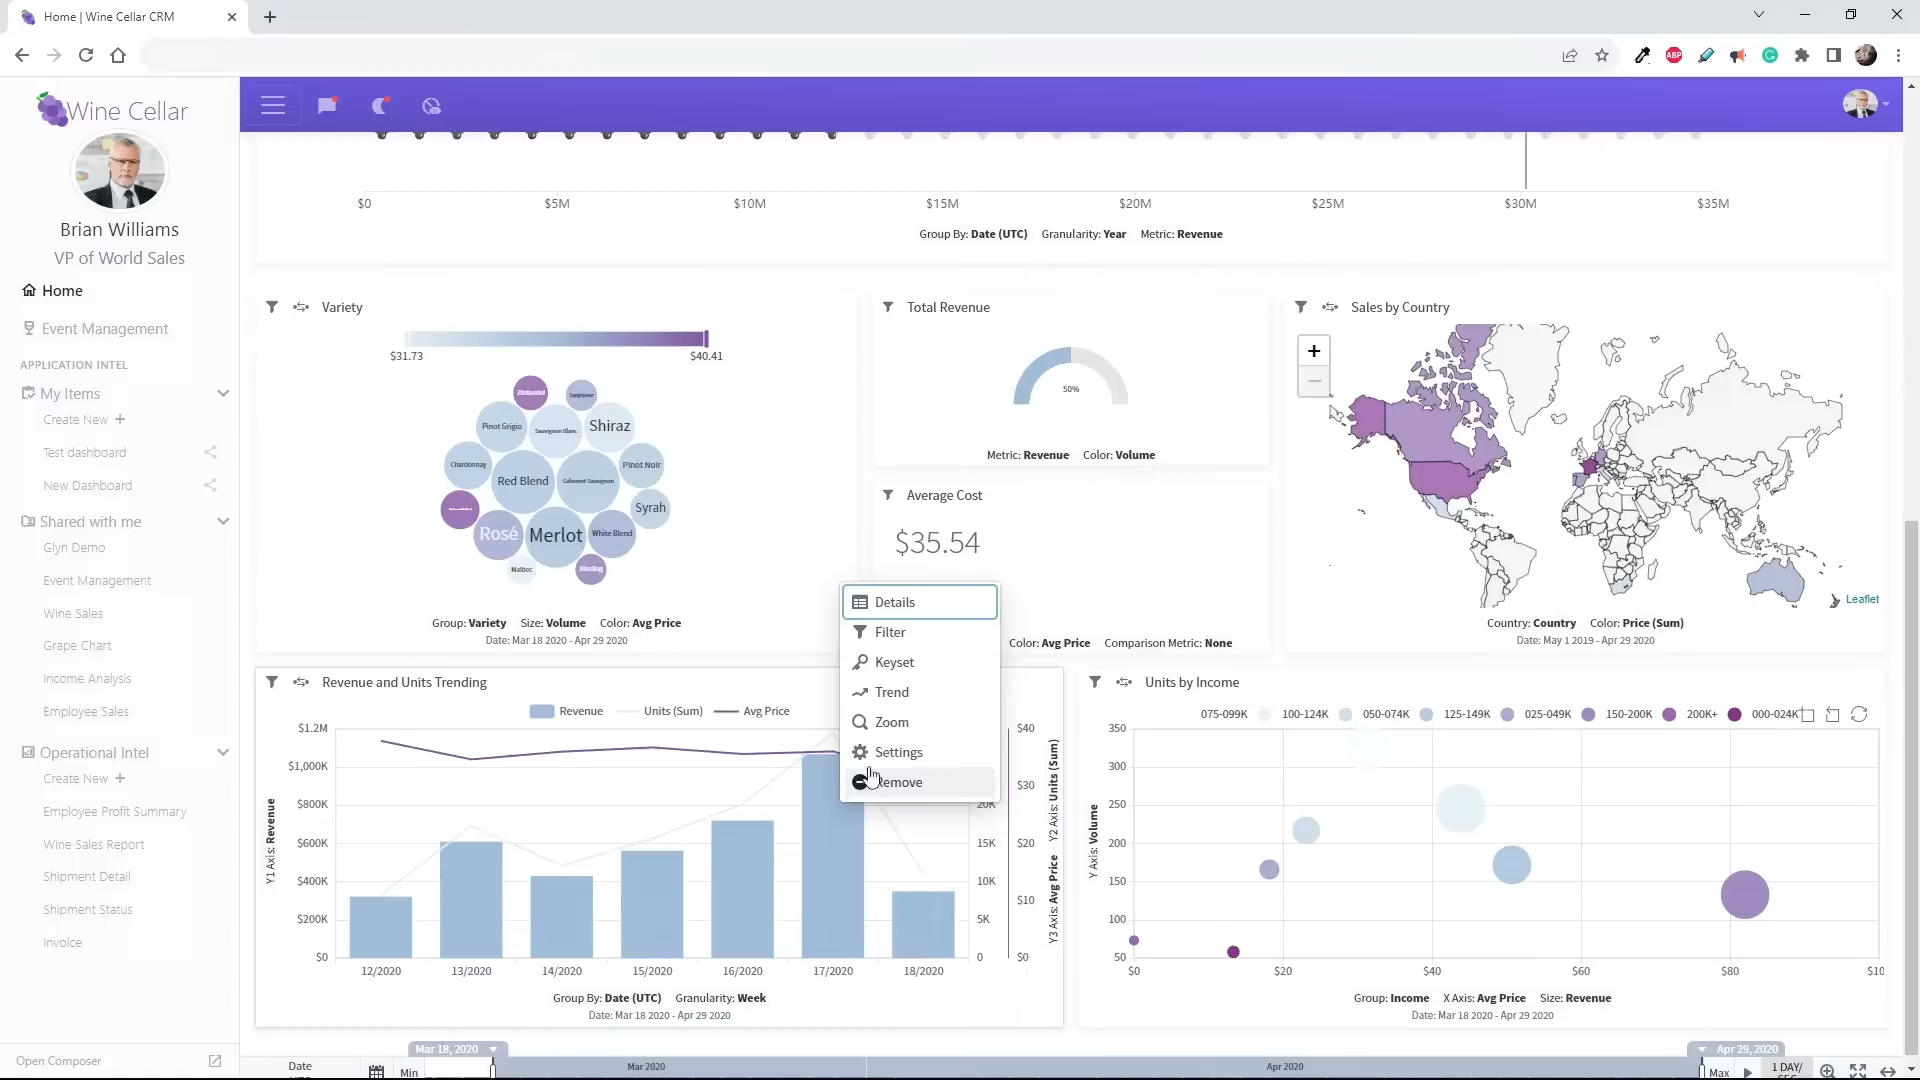 Home | Wine Cellar CRM
ABP
Wine Cellar
Brian Williams
VP of World Sales
Home
Event Management
APPLICATION INTEL
My Items
Create New +
Test dashboard
New Dashboard
Shared with me
Glyn Demo
Event Management
Wine Sales
Grape Chart
Income Analysis
Employee Sales
Operational Intel
Create New +
Employee Profit Summary
Wine Sales Report
Shipment Detail
Shipment Status
Invoice
Open Composer
$0 $5M $10M $15M $20M $25M $30M $35M
Group By: Date (UTC) Granularity: Year Metric: Revenue
Variety
$31.73 $40.41
Zinfandel
Sangiovese
Pinot Grigio
Sauvignon Blanc
Shiraz
Chardonnay
Red Blend
Cabernet Sauvignon
Pinot Noir
Syrah
Rosé
Merlot
White Blend
Malbec
Riesling
Group: Variety Size: Volume Color: Avg Price
Date: Mar 18 2020 - Apr 29 2020
Total Revenue
50%
Metric: Revenue Color: Volume
Average Cost
$35.54
Color: Avg Price Comparison Metric: None
Sales by Country
+
−
Leaflet
Country: Country Color: Price (Sum)
Date: May 1 2019 - Apr 29 2020
Details
Filter
Keyset
Trend
Zoom
Settings
Remove
Revenue and Units Trending
Revenue Units (Sum) Avg Price
$1.2M
$1,000K
$800K
$600K
$400K
$200K
$0
Y1 Axis: Revenue
20K
15K
10K
5K
0
$40
$30
$20
$10
$0
Y3 Axis: Avg Price Y2 Axis: Units (Sum)
12/2020 13/2020 14/2020 15/2020 16/2020 17/2020 18/2020
Group By: Date (UTC) Granularity: Week
Date: Mar 18 2020 - Apr 29 2020
Units by Income
075-099K 100-124K 050-074K 125-149K 025-049K 150-200K 200K+ 000-024K
350
300
250
200
150
100
50
Y Axis: Volume
$0 $20 $40 $60 $80 $10
Group: Income X Axis: Avg Price Size: Revenue
Date: Mar 18 2020 - Apr 29 2020
Mar 18, 2020 Apr 29, 2020
Date Min Mar 2020 Apr 2020 Max 1 DAY/